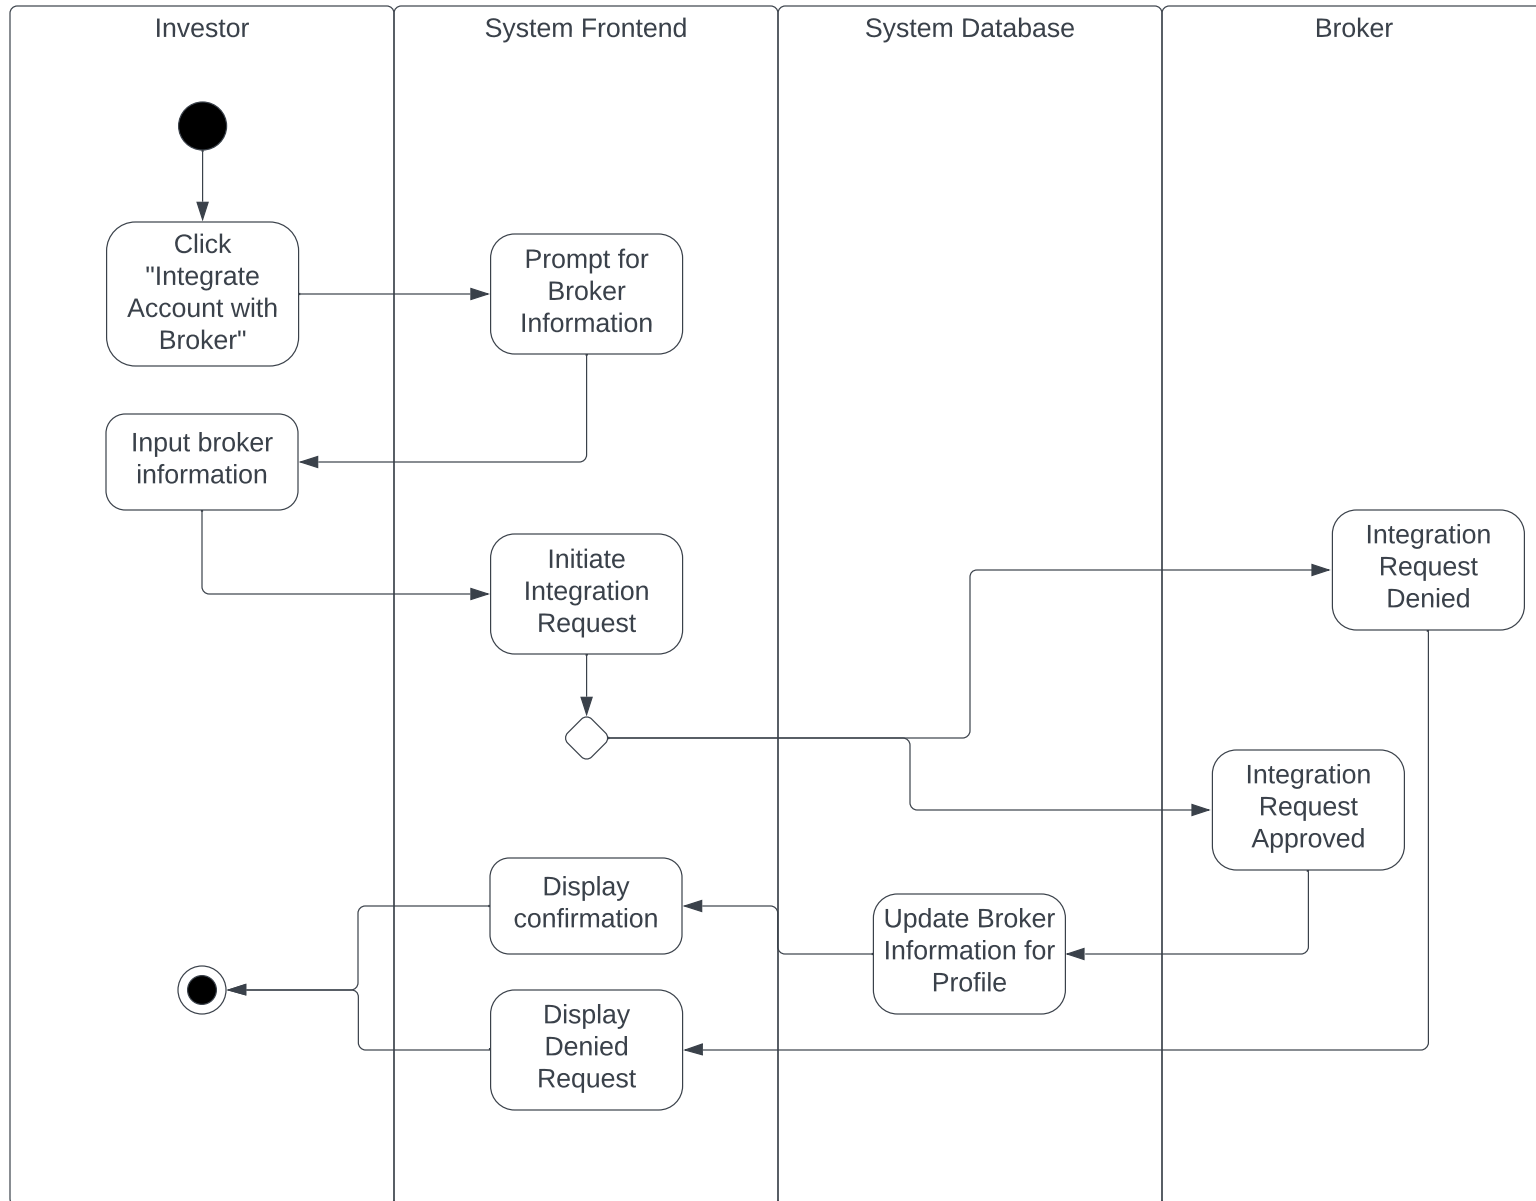 Investor
System Frontend
System Database
Broker
Click
"Integrate
Account with
Broker"
Prompt for
Broker
Information
Input broker
information
Initiate
Integration
Request
Integration
Request
Denied
Integration
Request
Approved
Display
confirmation
Update Broker
Information for
Profile
Display
Denied
Request